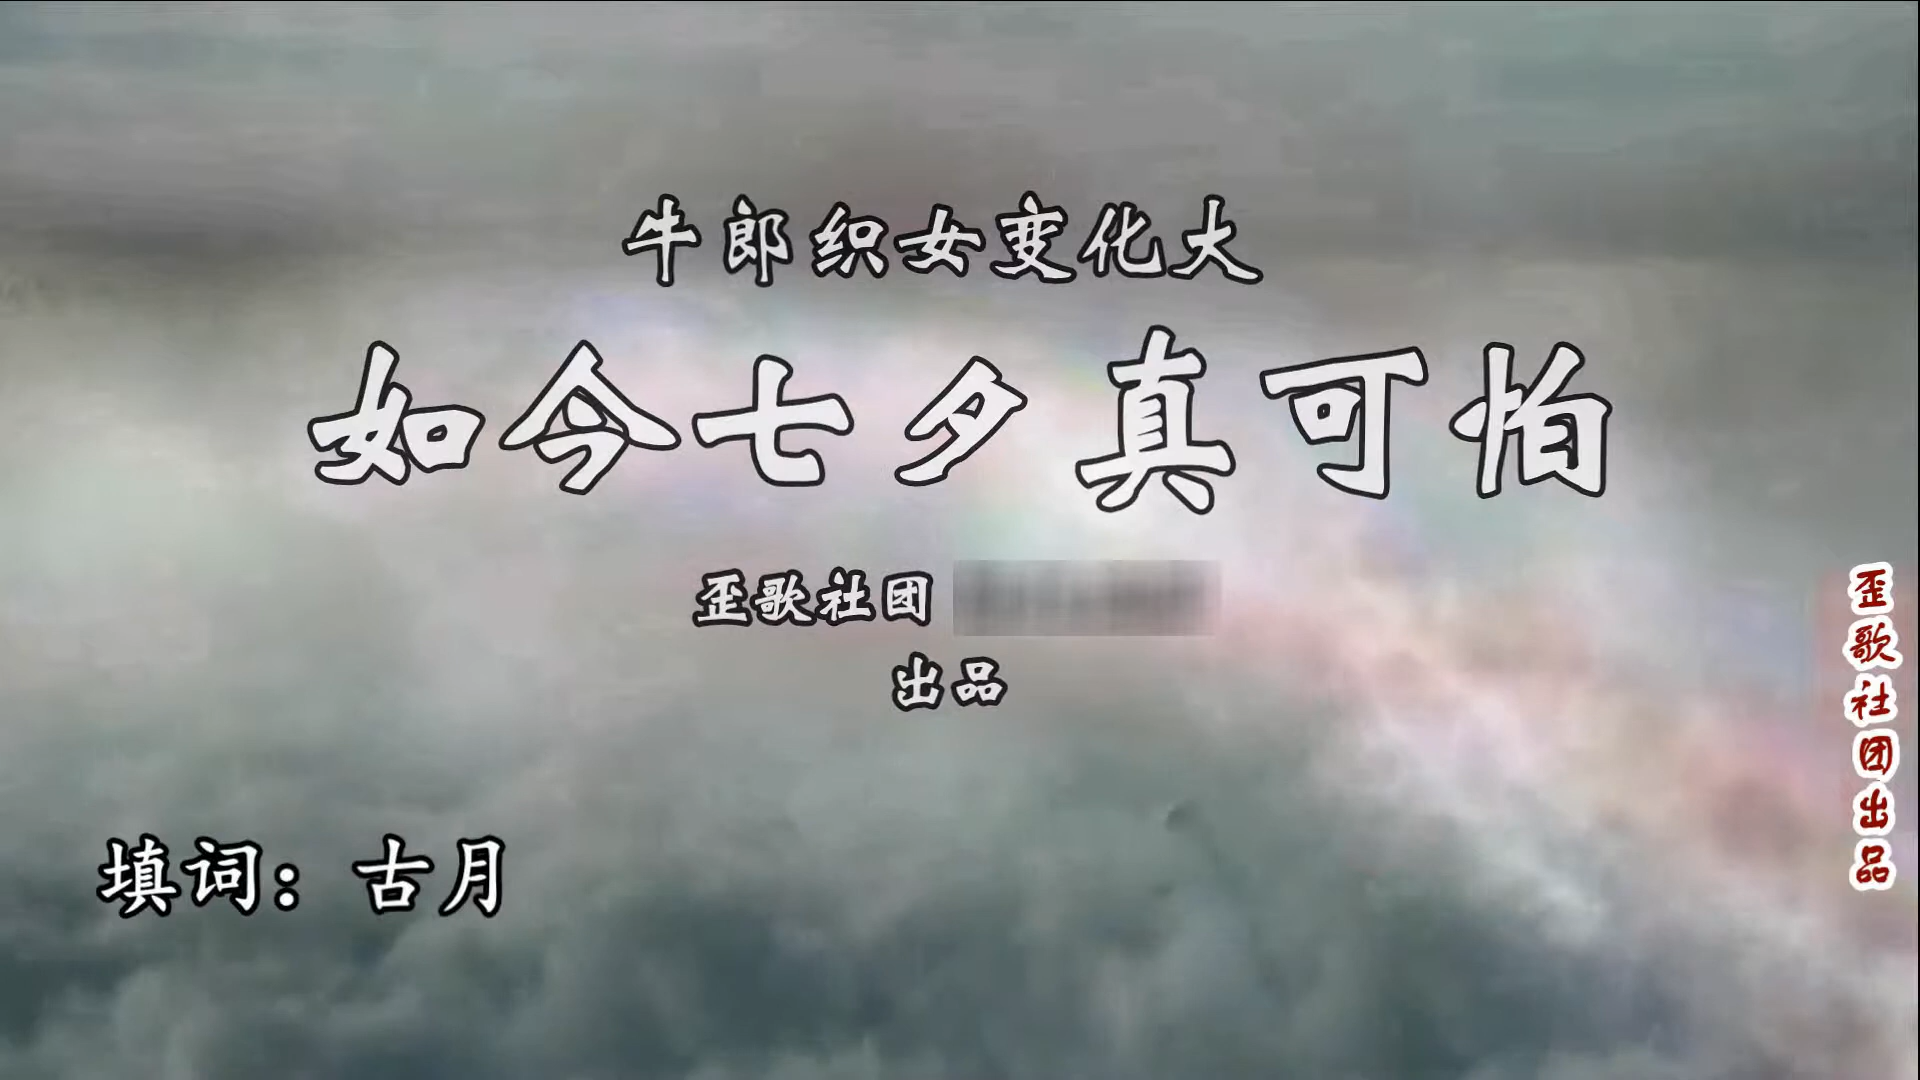 牛郎织女变化大
如今七夕真可怕
歪歌社团
出品
填词：古月
歪歌社团出品